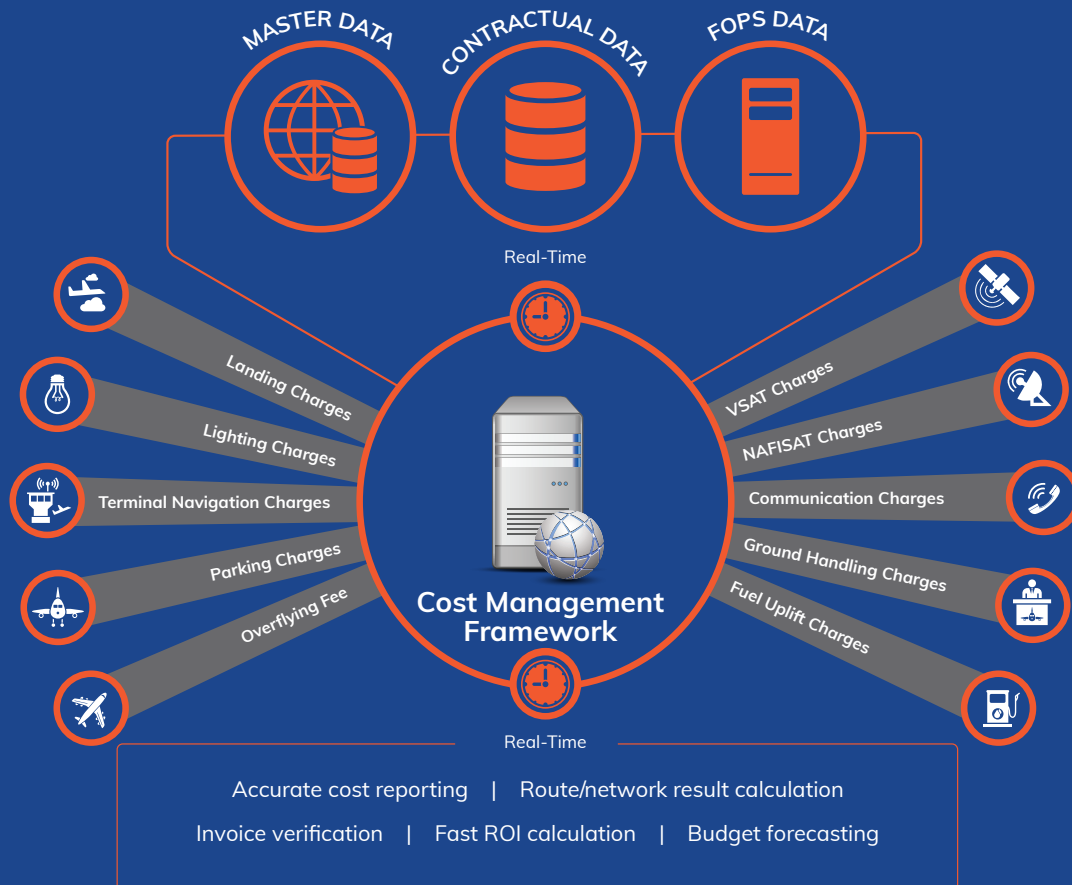 MASTER DATA
CONTRACTUAL DATA
FOPS DATA
Real-Time
Landing Charges
Lighting Charges
Terminal Navigation Charges
Parking Charges
Overflying Fee
VSAT Charges
NAFISAT Charges
Communication Charges
Ground Handling Charges
Fuel Uplift Charges
Cost Management
Framework
Real-Time
Accurate cost reporting | Route/network result calculation
Invoice verification | Fast ROI calculation | Budget forecasting